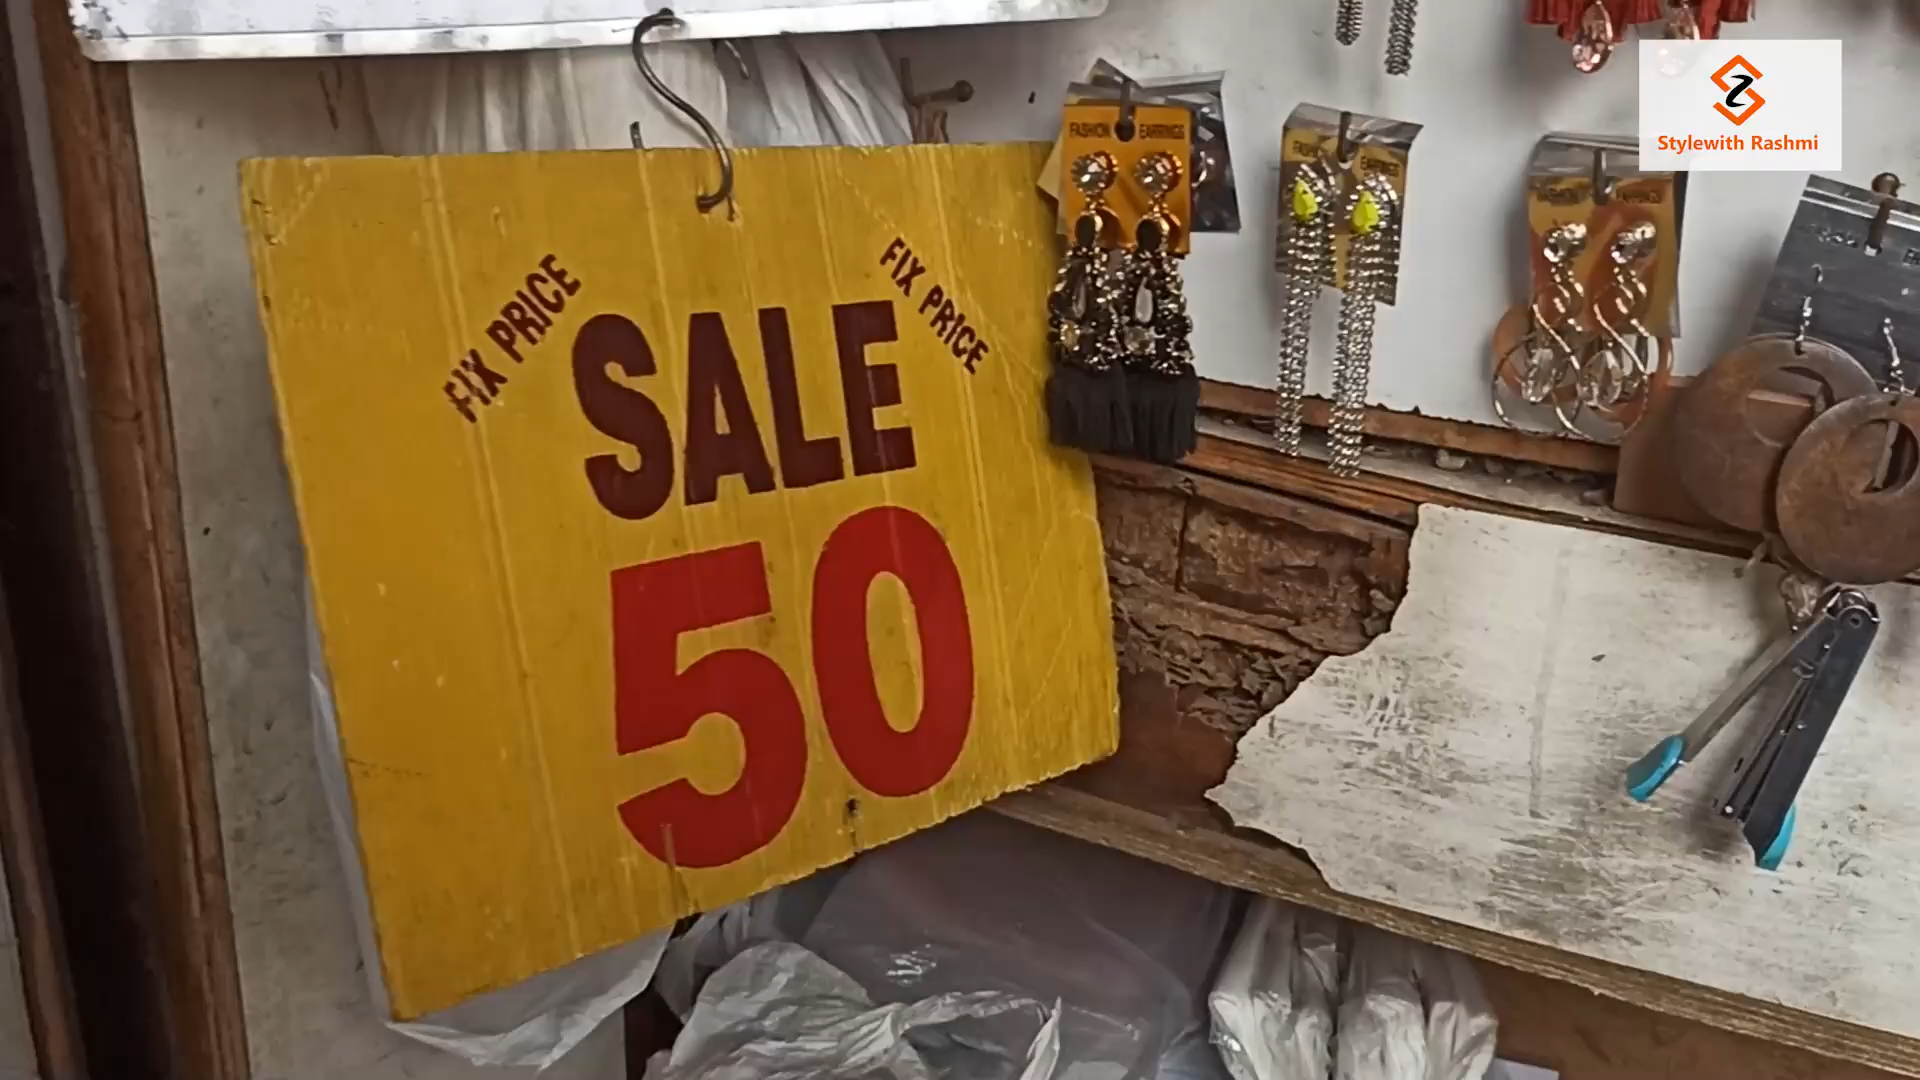 FIX PRICE
FIX PRICE
SALE
50
FASHION EARRINGS
Stylewith Rashmi